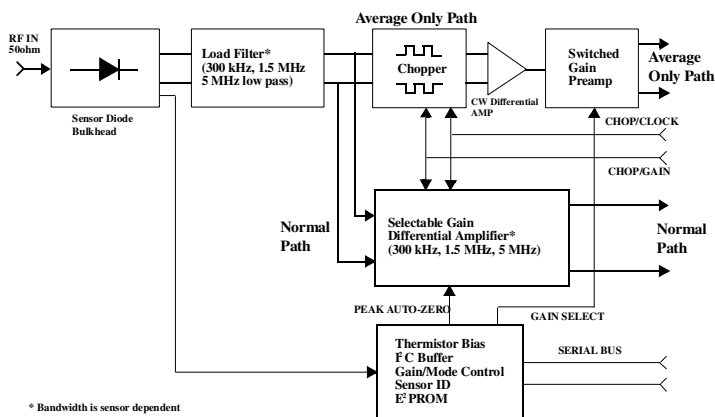 Average Only Path
RF IN
50ohm
Load Filter*
(300 kHz, 1.5 MHz
5 MHz low pass)
Chopper
Switched
Gain
Preamp
Average
Only Path
Sensor Diode
Bulkhead
CW Differential
AMP
CHOP/CLOCK
CHOP/GAIN
Normal
Path
Selectable Gain
Differential Amplifier*
(300 kHz, 1.5 MHz, 5 MHz)
Normal
Path
PEAK AUTO-ZERO
GAIN SELECT
Thermistor Bias
I²C Buffer
Gain/Mode Control
Sensor ID
E²PROM
SERIAL BUS
* Bandwidth is sensor dependent